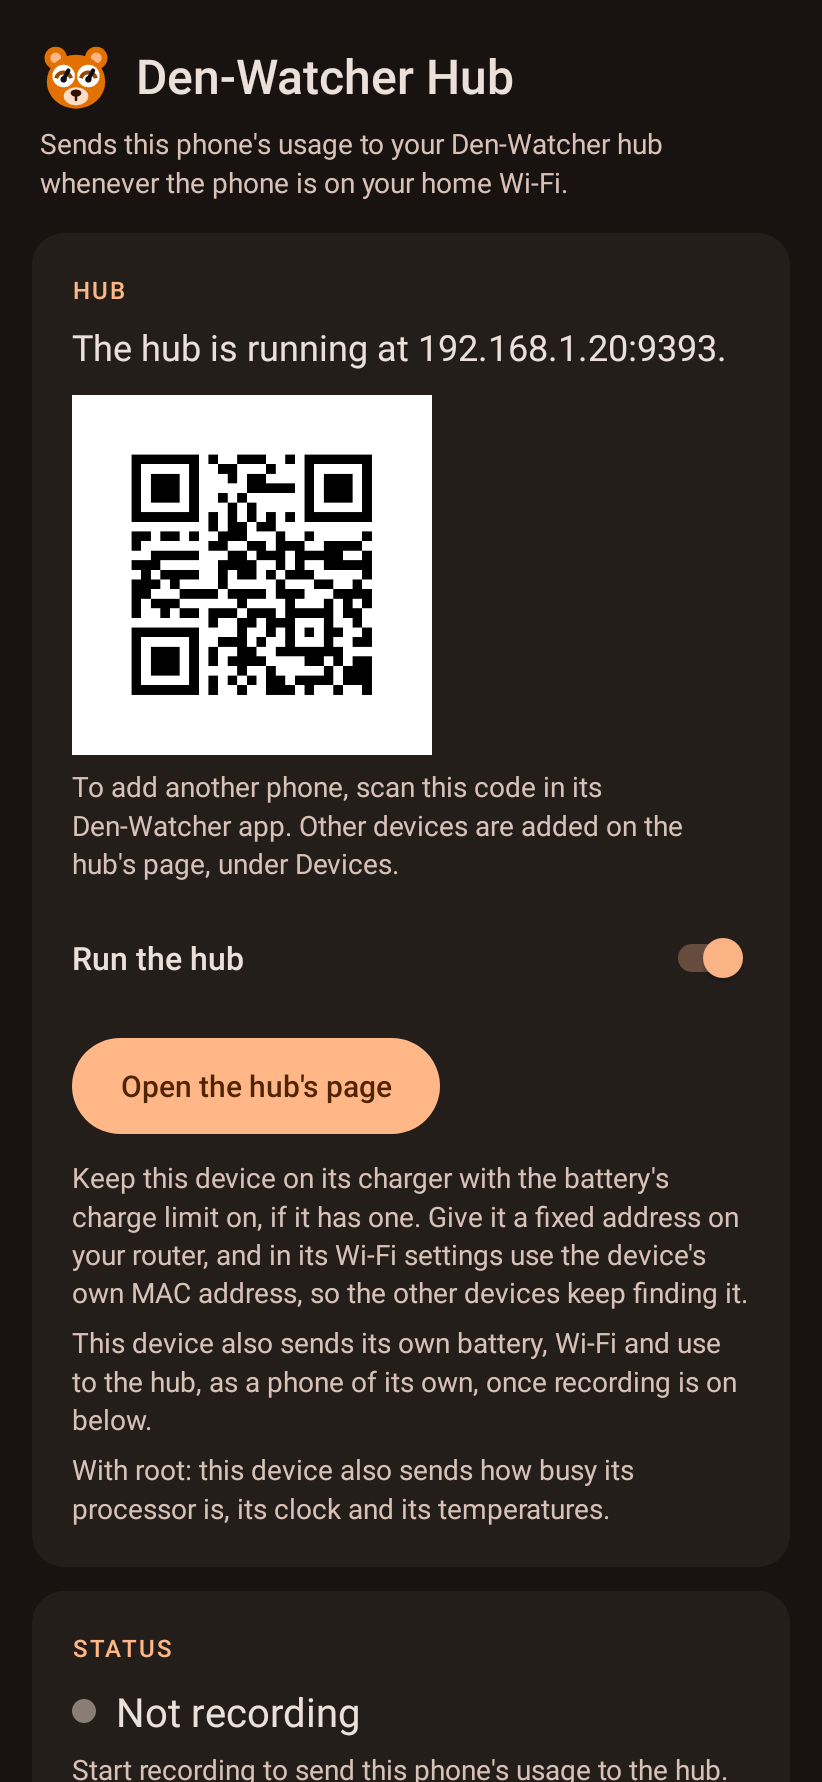 Den-Watcher Hub
Sends this phone's usage to your Den-Watcher hub
whenever the phone is on your home Wi-Fi.
HUB
The hub is running at 192.168.1.20:9393.
To add another phone, scan this code in its
Den-Watcher app. Other devices are added on the
hub's page, under Devices.
Run the hub
Open the hub's page
Keep this device on its charger with the battery's
charge limit on, if it has one. Give it a fixed address on
your router, and in its Wi-Fi settings use the device's
own MAC address, so the other devices keep finding it.
This device also sends its own battery, Wi-Fi and use
to the hub, as a phone of its own, once recording is on
below.
With root: this device also sends how busy its
processor is, its clock and its temperatures.
STATUS
Not recording
Start recording to send this phone's usage to the hub.